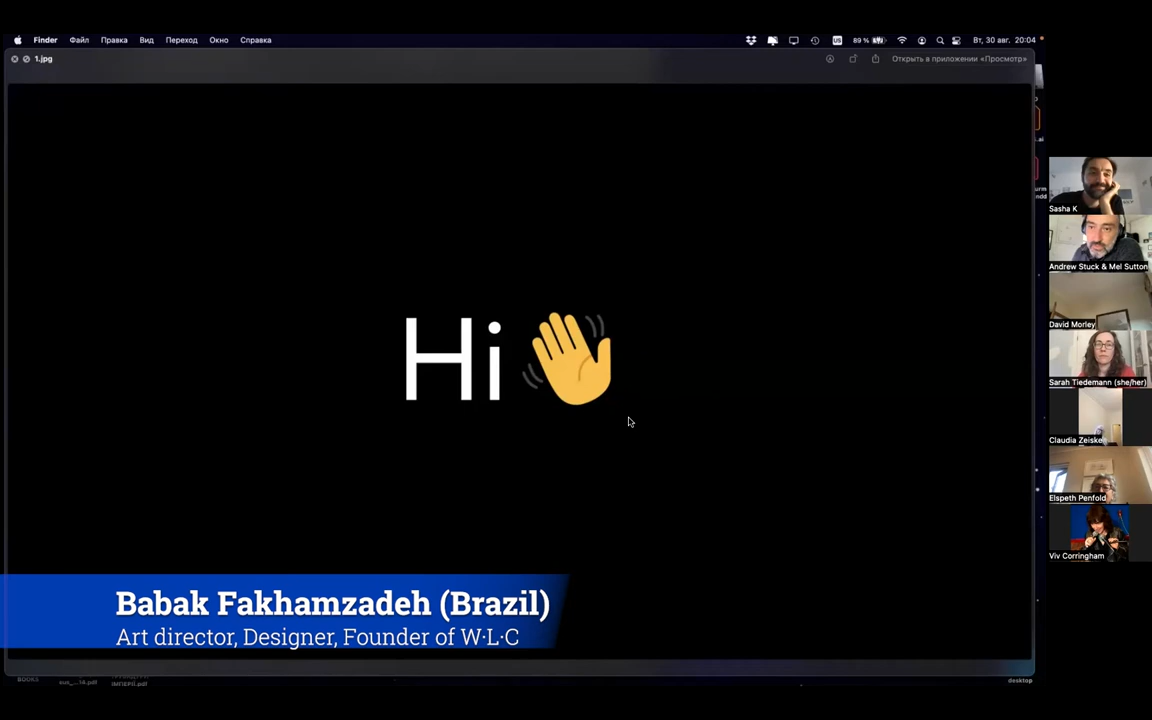 Finder Файл Правка Вид Переход Окно Справка
89 % Вт, 30 авг. 20:04
1.jpg
Открыть в приложении «Просмотр»
Hi 👋
Sasha K
Andrew Stuck & Mel Sutton
David Morley
Sarah Tiedemann (she/her)
Claudia Zeiske
Elspeth Penfold
Viv Corringham
Babak Fakhamzadeh (Brazil)
Art director, Designer, Founder of W·L·C
desktop